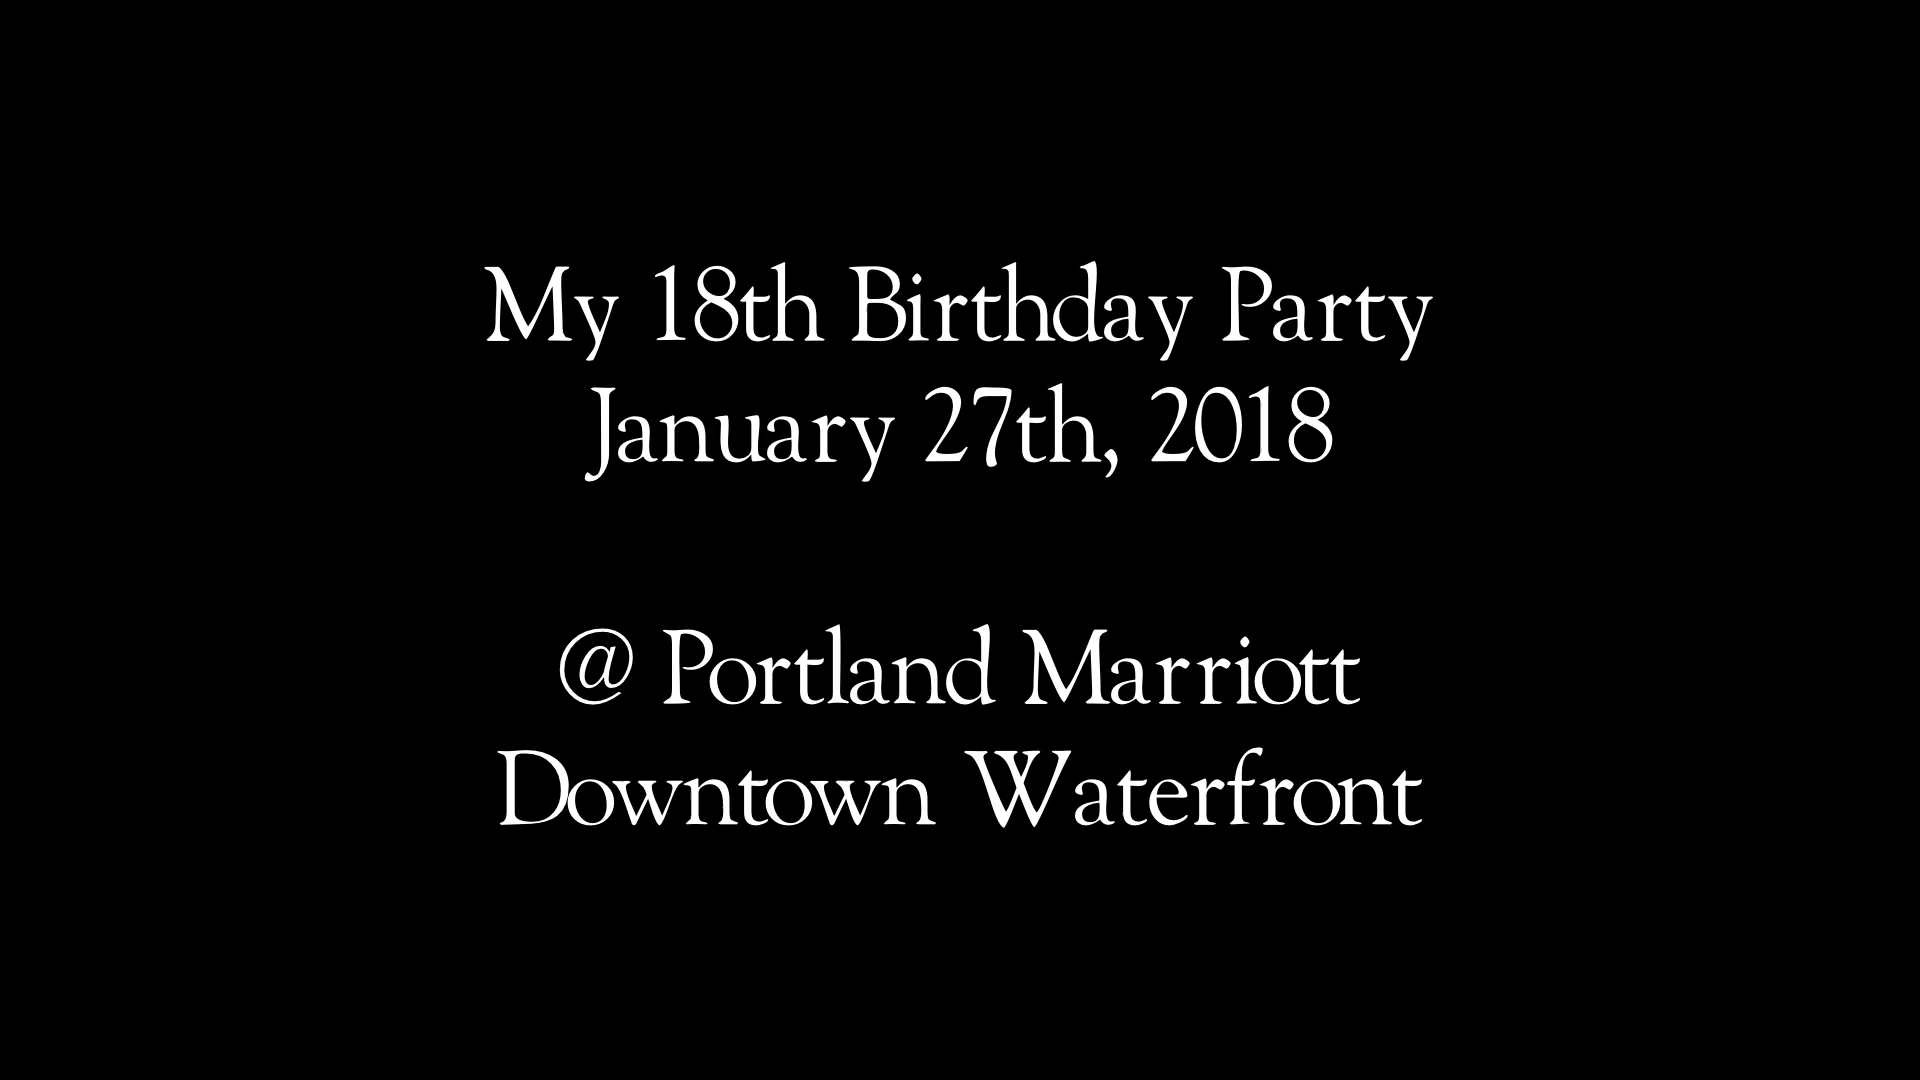 My 18th Birthday Party
January 27th, 2018
@ Portland Marriott
Downtown Waterfront